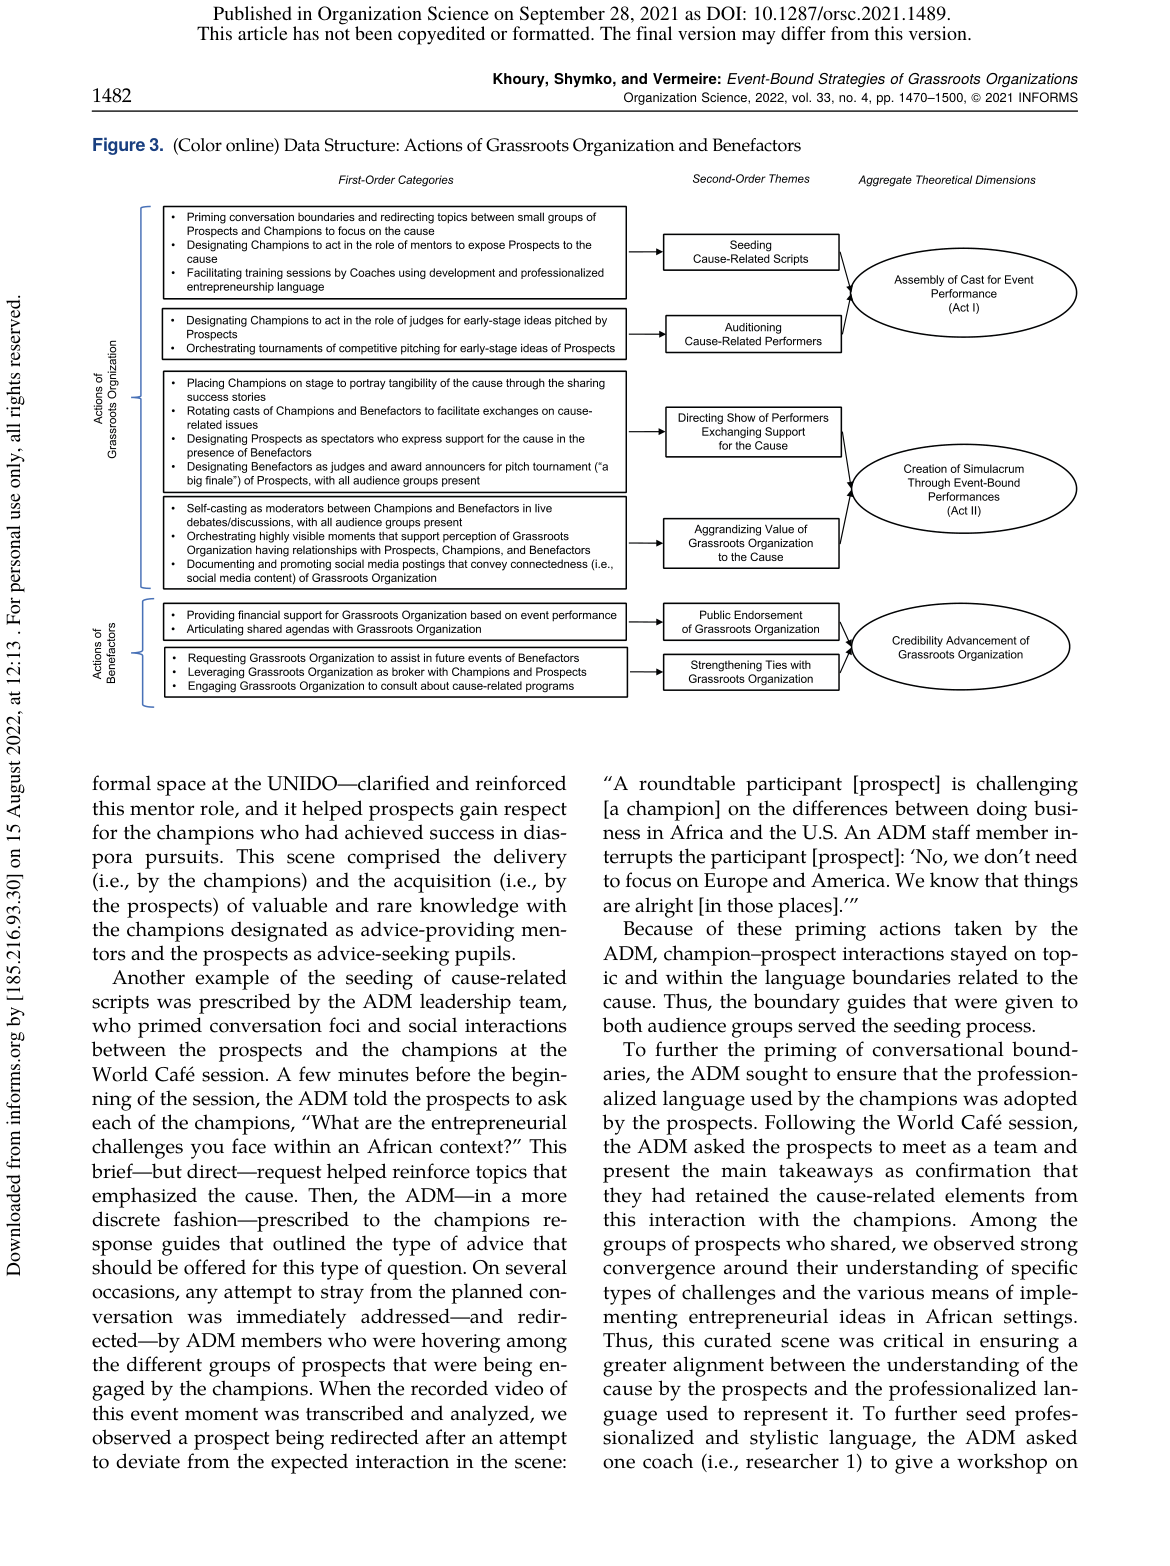 Published in Organization Science on September 28, 2021 as DOI: 10.1287/orsc.2021.1489.
This article has not been copyedited or formatted. The final version may differ from this version.
Khoury, Shymko, and Vermeire: Event-Bound Strategies of Grassroots Organizations
1482
Organization Science, 2022, vol. 33, no. 4, pp. 1470–1500, © 2021 INFORMS
Figure 3. (Color online) Data Structure: Actions of Grassroots Organization and Benefactors
First-Order Categories
Second-Order Themes
Aggregate Theoretical Dimensions
Actions of
Grassroots Orgnization
• Priming conversation boundaries and redirecting topics between small groups of
Prospects and Champions to focus on the cause
• Designating Champions to act in the role of mentors to expose Prospects to the
cause
• Facilitating training sessions by Coaches using development and professionalized
entrepreneurship language
Seeding
Cause-Related Scripts
• Designating Champions to act in the role of judges for early-stage ideas pitched by
Prospects
• Orchestrating tournaments of competitive pitching for early-stage ideas of Prospects
Auditioning
Cause-Related Performers
Assembly of Cast for Event
Performance
(Act I)
• Placing Champions on stage to portray tangibility of the cause through the sharing
success stories
• Rotating casts of Champions and Benefactors to facilitate exchanges on cause-
related issues
• Designating Prospects as spectators who express support for the cause in the
presence of Benefactors
• Designating Benefactors as judges and award announcers for pitch tournament (“a
big finale”) of Prospects, with all audience groups present
Directing Show of Performers
Exchanging Support
for the Cause
• Self-casting as moderators between Champions and Benefactors in live
debates/discussions, with all audience groups present
• Orchestrating highly visible moments that support perception of Grassroots
Organization having relationships with Prospects, Champions, and Benefactors
• Documenting and promoting social media postings that convey connectedness (i.e.,
social media content) of Grassroots Organization
Aggrandizing Value of
Grassroots Organization
to the Cause
Creation of Simulacrum
Through Event-Bound
Performances
(Act II)
Actions of
Benefactors
• Providing financial support for Grassroots Organization based on event performance
• Articulating shared agendas with Grassroots Organization
Public Endorsement
of Grassroots Organization
• Requesting Grassroots Organization to assist in future events of Benefactors
• Leveraging Grassroots Organization as broker with Champions and Prospects
• Engaging Grassroots Organization to consult about cause-related programs
Strengthening Ties with
Grassroots Organization
Credibility Advancement of
Grassroots Organization
formal space at the UNIDO—clarified and reinforced
this mentor role, and it helped prospects gain respect
for the champions who had achieved success in dias-
pora pursuits. This scene comprised the delivery
(i.e., by the champions) and the acquisition (i.e., by
the prospects) of valuable and rare knowledge with
the champions designated as advice-providing men-
tors and the prospects as advice-seeking pupils.
Another example of the seeding of cause-related
scripts was prescribed by the ADM leadership team,
who primed conversation foci and social interactions
between the prospects and the champions at the
World Café session. A few minutes before the begin-
ning of the session, the ADM told the prospects to ask
each of the champions, “What are the entrepreneurial
challenges you face within an African context?” This
brief—but direct—request helped reinforce topics that
emphasized the cause. Then, the ADM—in a more
discrete fashion—prescribed to the champions re-
sponse guides that outlined the type of advice that
should be offered for this type of question. On several
occasions, any attempt to stray from the planned con-
versation was immediately addressed—and redir-
ected—by ADM members who were hovering among
the different groups of prospects that were being en-
gaged by the champions. When the recorded video of
this event moment was transcribed and analyzed, we
observed a prospect being redirected after an attempt
to deviate from the expected interaction in the scene:
“A roundtable participant [prospect] is challenging
[a champion] on the differences between doing busi-
ness in Africa and the U.S. An ADM staff member in-
terrupts the participant [prospect]: ‘No, we don’t need
to focus on Europe and America. We know that things
are alright [in those places].’”
Because of these priming actions taken by the
ADM, champion–prospect interactions stayed on top-
ic and within the language boundaries related to the
cause. Thus, the boundary guides that were given to
both audience groups served the seeding process.
To further the priming of conversational bound-
aries, the ADM sought to ensure that the profession-
alized language used by the champions was adopted
by the prospects. Following the World Café session,
the ADM asked the prospects to meet as a team and
present the main takeaways as confirmation that
they had retained the cause-related elements from
this interaction with the champions. Among the
groups of prospects who shared, we observed strong
convergence around their understanding of specific
types of challenges and the various means of imple-
menting entrepreneurial ideas in African settings.
Thus, this curated scene was critical in ensuring a
greater alignment between the understanding of the
cause by the prospects and the professionalized lan-
guage used to represent it. To further seed profes-
sionalized and stylistic language, the ADM asked
one coach (i.e., researcher 1) to give a workshop on
Downloaded from informs.org by [185.216.93.30] on 15 August 2022, at 12:13 . For personal use only, all rights reserved.